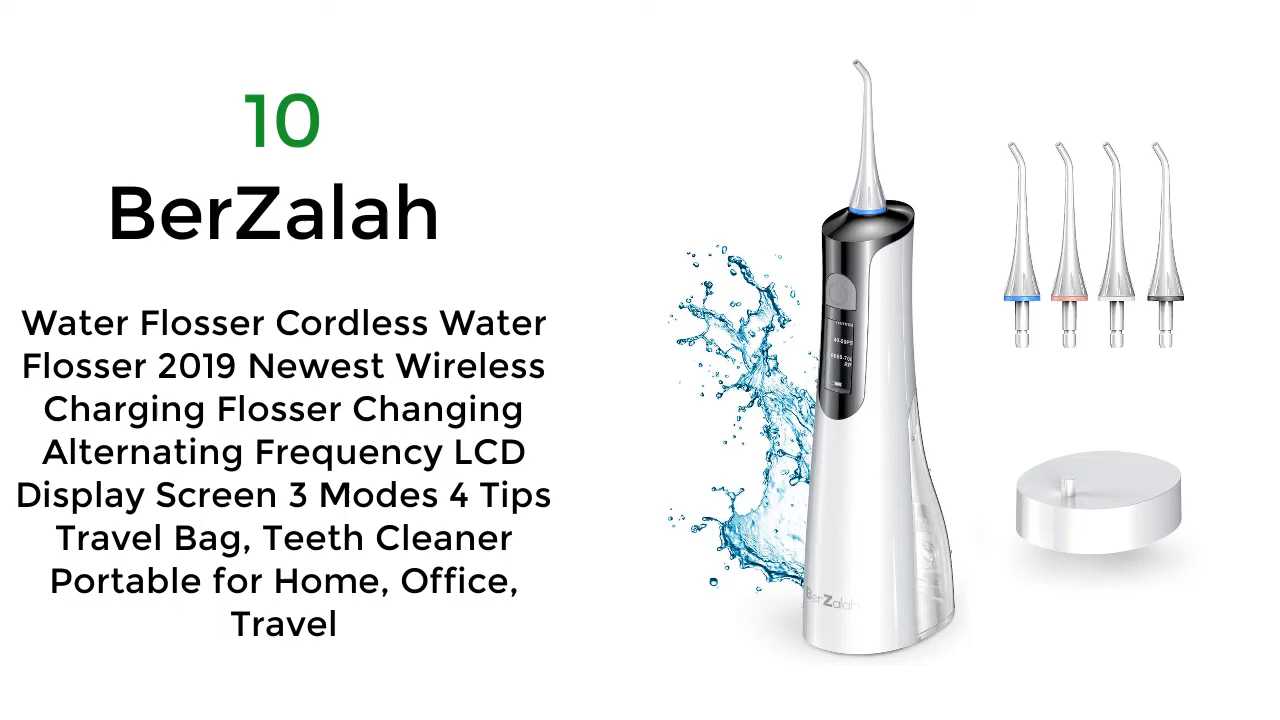 10
BerZalah
Water Flosser Cordless Water
Flosser 2019 Newest Wireless
Charging Flosser Changing
Alternating Frequency LCD
Display Screen 3 Modes 4 Tips
Travel Bag, Teeth Cleaner
Portable for Home, Office,
Travel
BerZalah